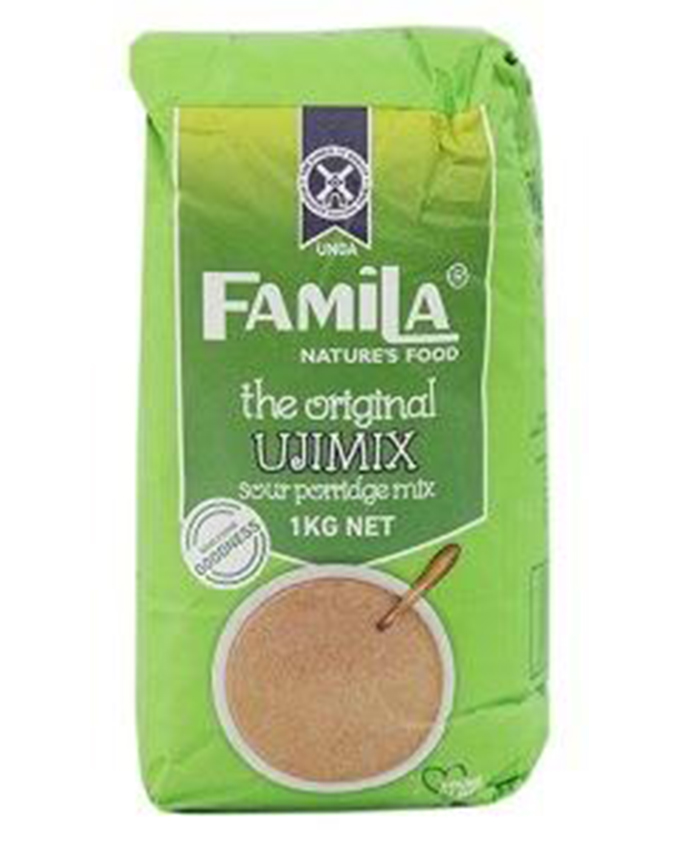 UNGA
FAMILA®
NATURE'S FOOD
the original
UJIMIX
sour porridge mix
1KG NET
GOODNESS